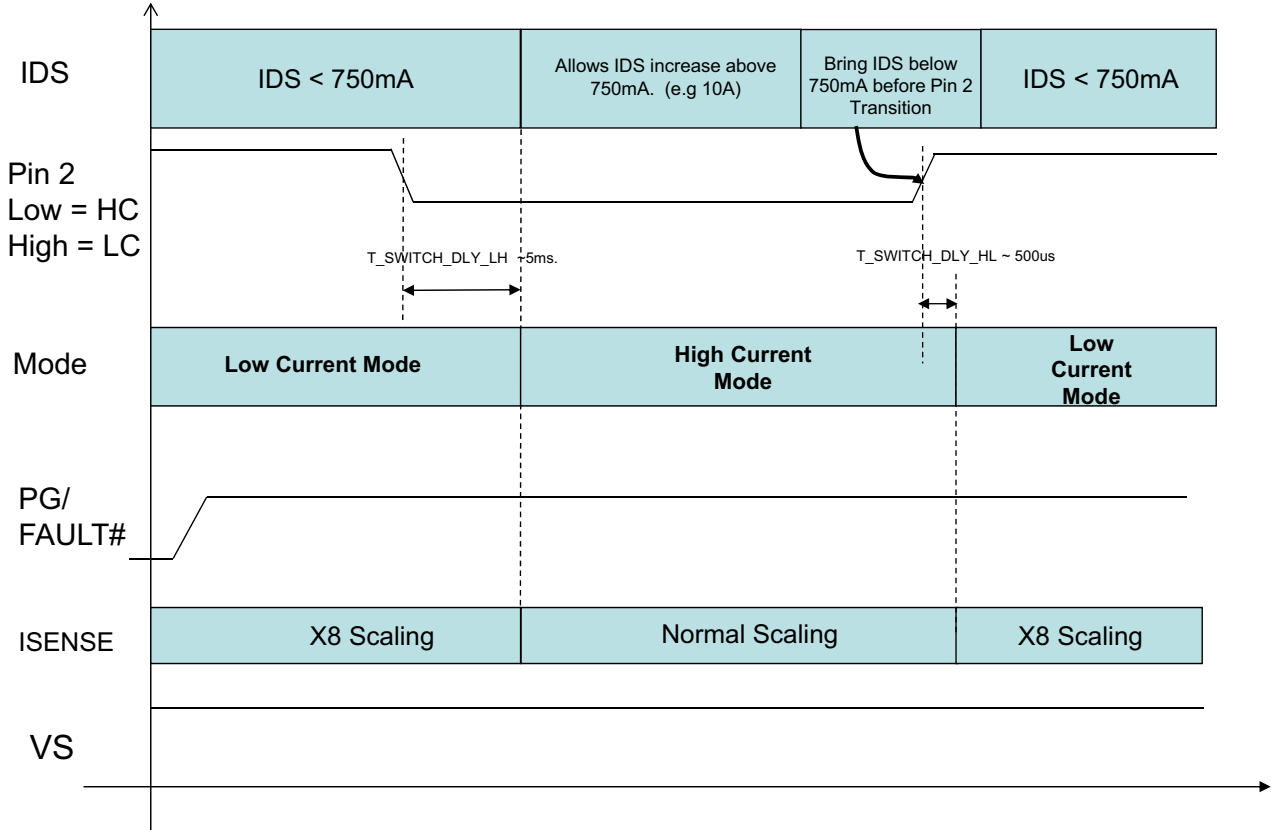 IDS
IDS < 750mA
Allows IDS increase above
750mA.  (e.g 10A)
Bring IDS below
750mA before Pin 2
Transition
IDS < 750mA
Pin 2
Low = HC
High = LC
T_SWITCH_DLY_LH ~5ms.
T_SWITCH_DLY_HL ~ 500us
Mode
Low Current Mode
High Current
Mode
Low
Current
Mode
PG/
FAULT#
ISENSE
X8 Scaling
Normal Scaling
X8 Scaling
VS